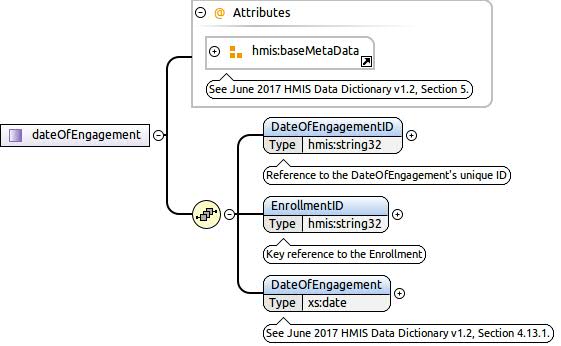 @ Attributes
hmis:baseMetaData
See June 2017 HMIS Data Dictionary v1.2, Section 5.
dateOfEngagement
DateOfEngagementID
Type hmis:string32
Reference to the DateOfEngagement's unique ID
EnrollmentID
Type hmis:string32
Key reference to the Enrollment
DateOfEngagement
Type xs:date
See June 2017 HMIS Data Dictionary v1.2, Section 4.13.1.